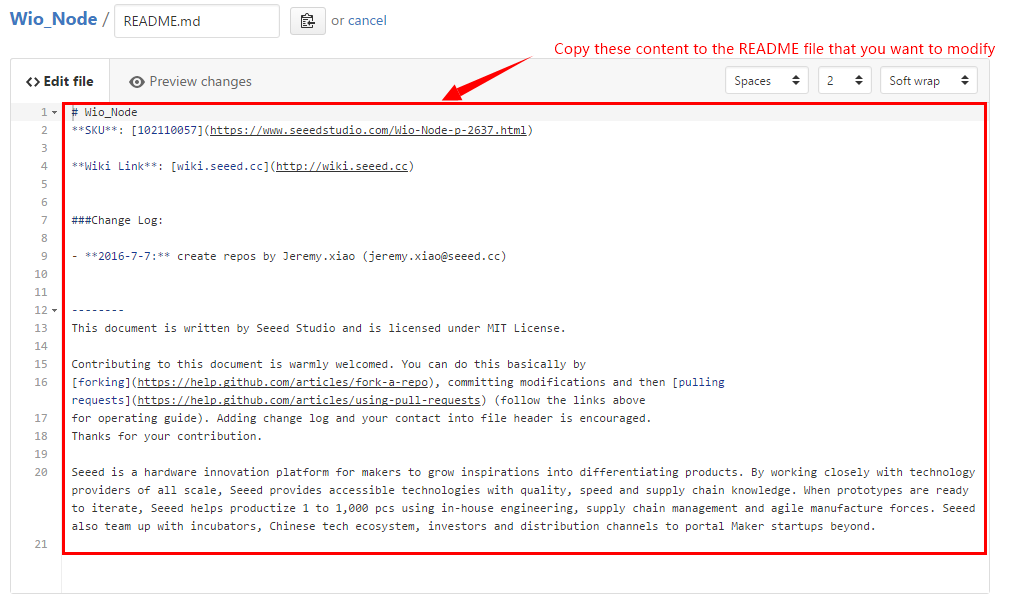 Wio_Node / README.md or cancel
Copy these content to the README file that you want to modify
<> Edit file Preview changes Spaces 2 Soft wrap
1 # Wio_Node
2 **SKU**: [102110057](https://www.seeedstudio.com/Wio-Node-p-2637.html)
3
4 **Wiki Link**: [wiki.seeed.cc](http://wiki.seeed.cc)
5
6
7 ###Change Log:
8
9 - **2016-7-7:** create repos by Jeremy.xiao (jeremy.xiao@seeed.cc)
10
11
12 --------
13 This document is written by Seeed Studio and is licensed under MIT License.
14
15 Contributing to this document is warmly welcomed. You can do this basically by
16 [forking](https://help.github.com/articles/fork-a-repo), committing modifications and then [pulling
requests](https://help.github.com/articles/using-pull-requests) (follow the links above
17 for operating guide). Adding change log and your contact into file header is encouraged.
18 Thanks for your contribution.
19
20 Seeed is a hardware innovation platform for makers to grow inspirations into differentiating products. By working closely with technology
providers of all scale, Seeed provides accessible technologies with quality, speed and supply chain knowledge. When prototypes are ready
to iterate, Seeed helps productize 1 to 1,000 pcs using in-house engineering, supply chain management and agile manufacture forces. Seeed
also team up with incubators, Chinese tech ecosystem, investors and distribution channels to portal Maker startups beyond.
21